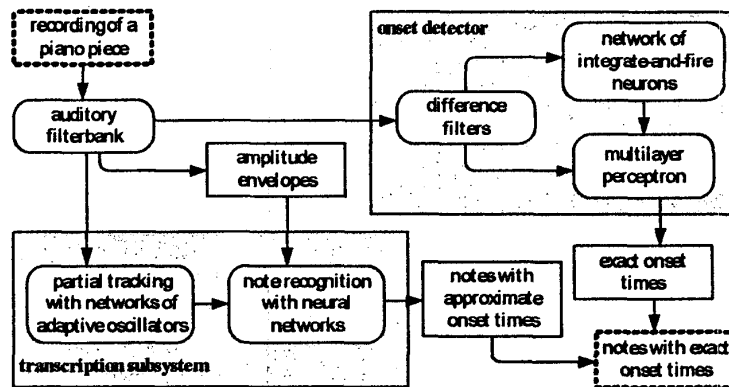 recording of a
piano piece
auditory
filterbank
amplitude
envelopes
onset detector
difference
filters
network of
integrate-and-fire
neurons
multilayer
perceptron
exact onset
times
partial tracking
with networks of
adaptive oscillators
note recognition
with neural
networks
transcription subsystem
notes with
approximate
onset times
notes with exact
onset times